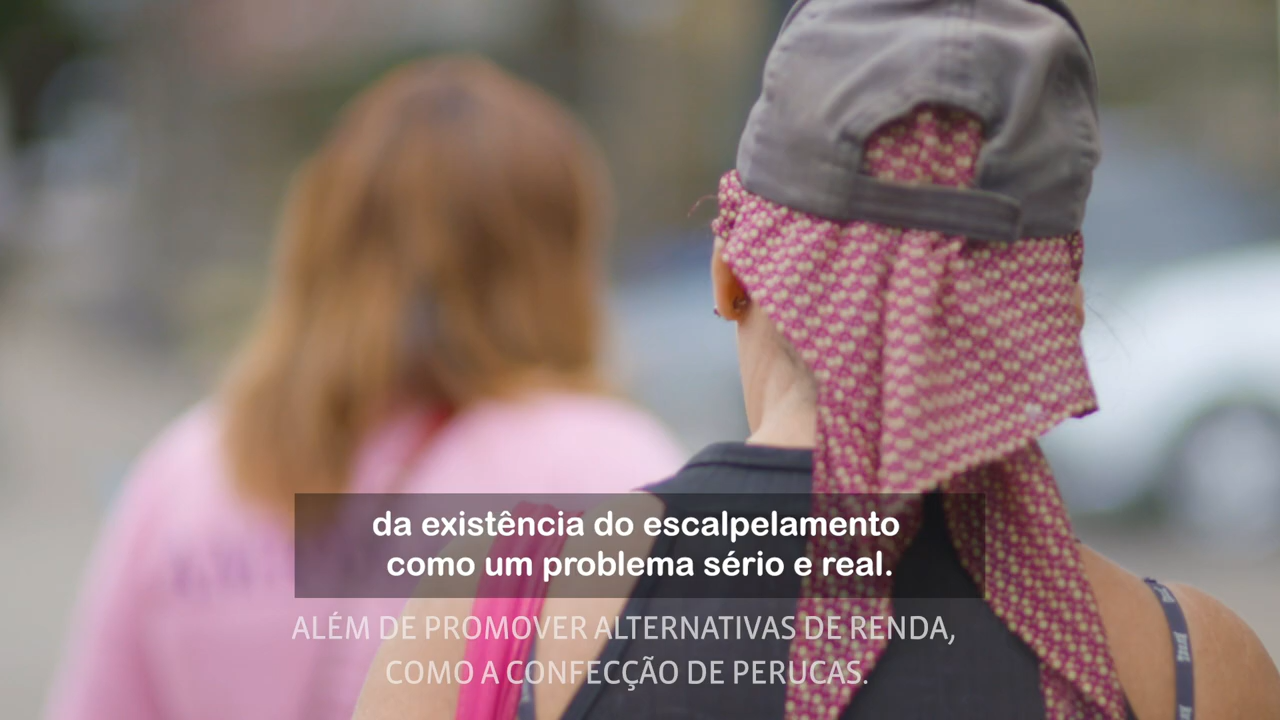 da existência do escalpelamento
como um problema sério e real.
ALÉM DE PROMOVER ALTERNATIVAS DE RENDA,
COMO A CONFECÇÃO DE PERUCAS.